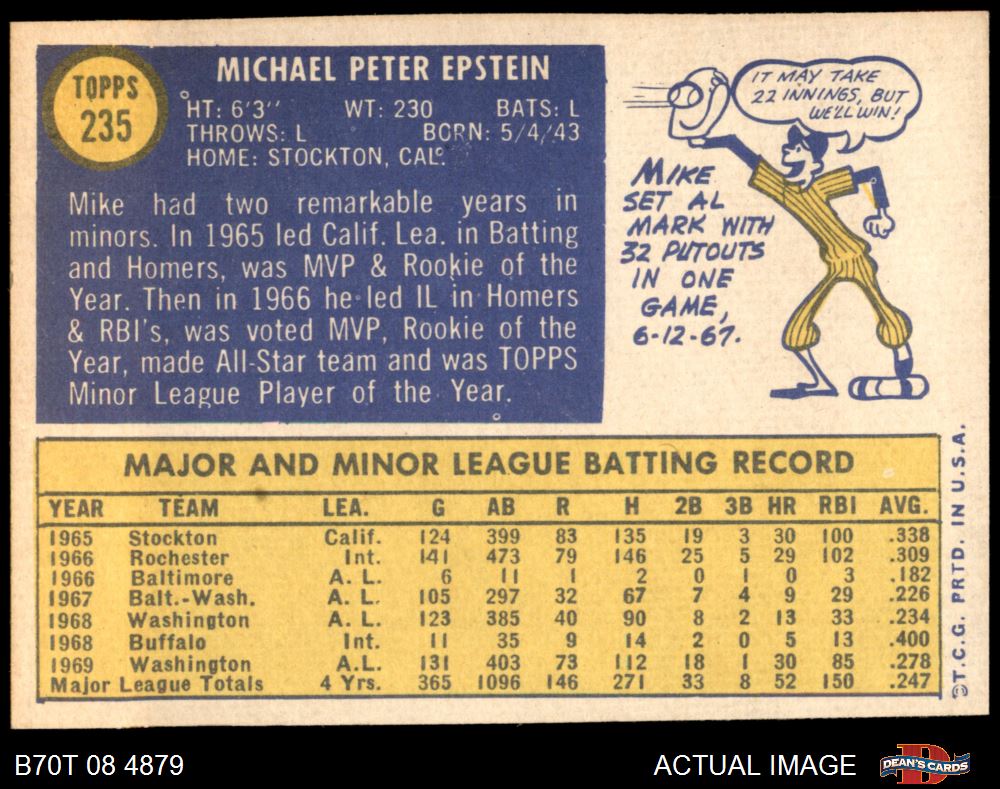 TOPPS
235
MICHAEL PETER EPSTEIN
HT: 6'3'' WT: 230 BATS: L
THROWS: L BORN: 5/4/43
HOME: STOCKTON, CAL.
Mike had two remarkable years in
minors. In 1965 led Calif. Lea. in Batting
and Homers, was MVP & Rookie of the
Year. Then in 1966 he led IL in Homers
& RBI's, was voted MVP, Rookie of the
Year, made All-Star team and was TOPPS
Minor League Player of the Year.
IT MAY TAKE
22 INNINGS, BUT
WE'LL WIN!
MIKE
SET AL
MARK WITH
32 PUTOUTS
IN ONE
GAME,
6-12-67.
MAJOR AND MINOR LEAGUE BATTING RECORD
YEAR TEAM LEA. G AB R H 2B 3B HR RBI AVG.
1965 Stockton Calif. 124 399 83 135 19 3 30 100 .338
1966 Rochester Int. 141 473 79 146 25 5 29 102 .309
1966 Baltimore A. L. 6 11 1 2 0 1 0 3 .182
1967 Balt.-Wash. A. L. 105 297 32 67 7 4 9 29 .226
1968 Washington A. L. 123 385 40 90 8 2 13 33 .234
1968 Buffalo Int. 11 35 9 14 2 0 5 13 .400
1969 Washington A.L. 131 403 73 112 18 1 30 85 .278
Major League Totals 4 Yrs. 365 1096 146 271 33 8 52 150 .247
©T.C.G. PRTD. IN U.S.A.
B70T 08 4879
ACTUAL IMAGE
D
DEAN'S CARDS